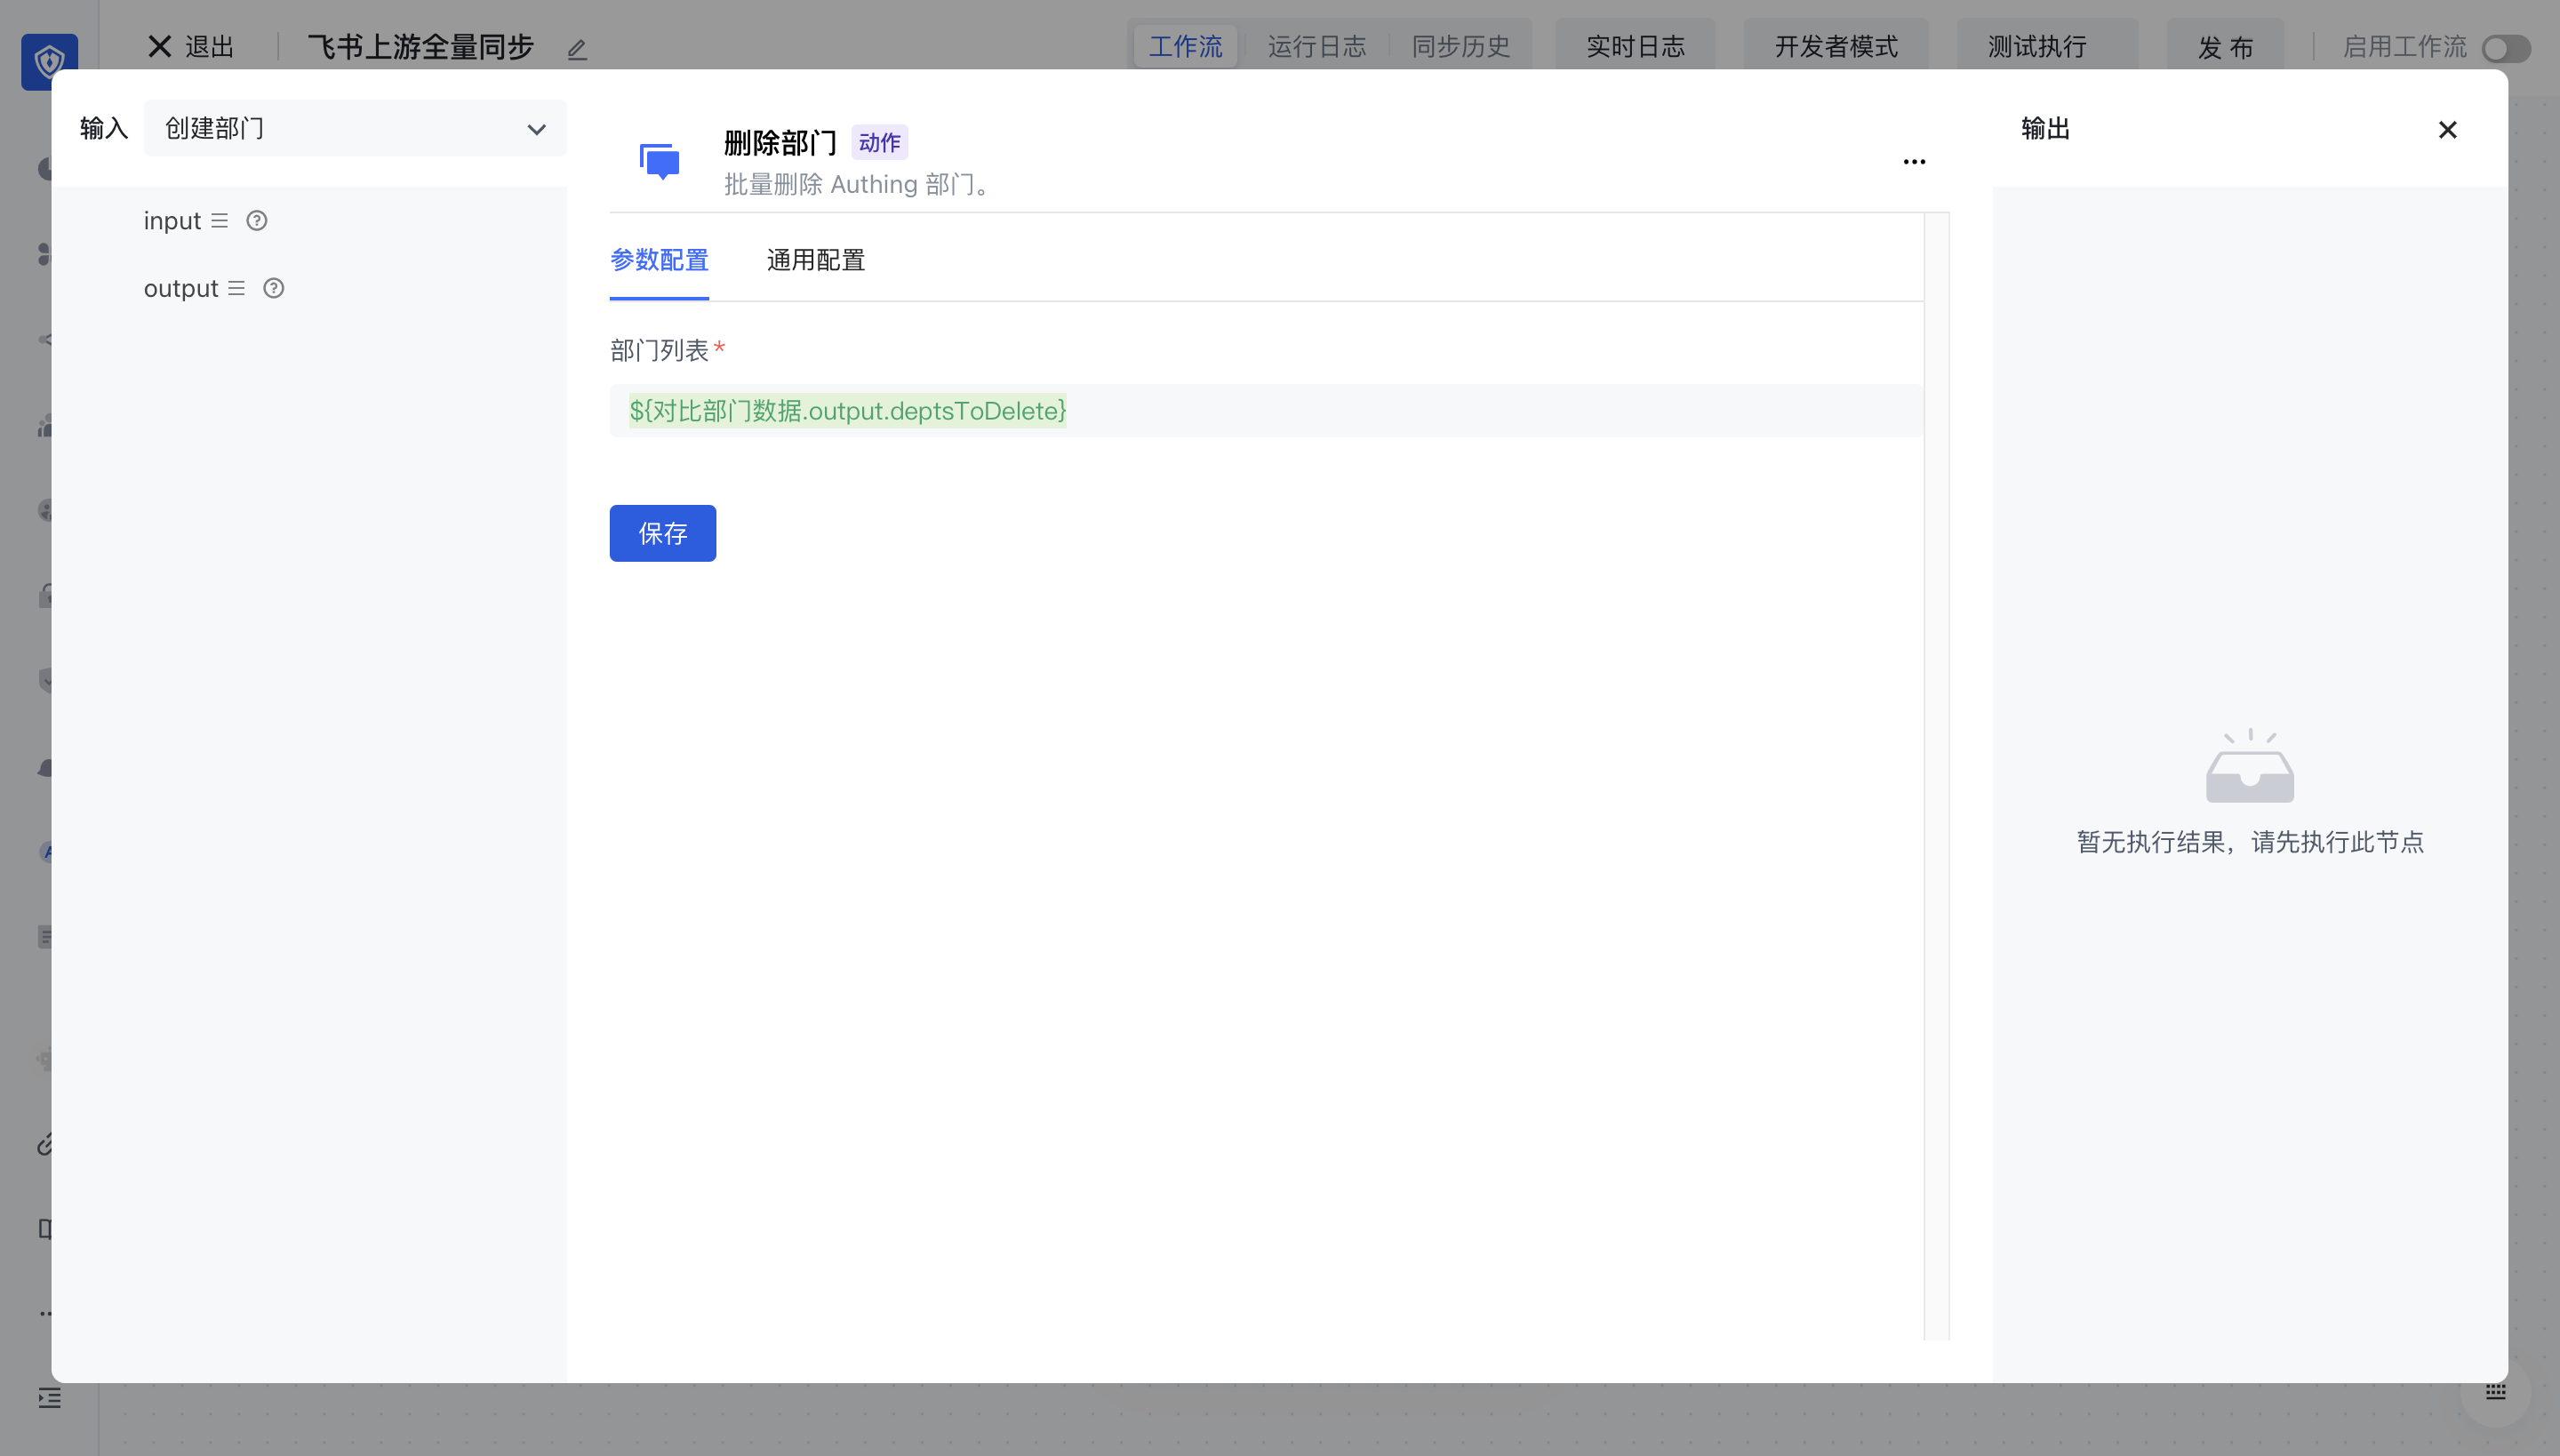 退出
飞书上游全量同步
工作流
运行日志
同步历史
实时日志
开发者模式
测试执行
发 布
启用工作流
输入
创建部门
input
output
删除部门
动作
批量删除 Authing 部门。
参数配置
通用配置
部门列表*
${对比部门数据.output.deptsToDelete}
保存
输出
暂无执行结果，请先执行此节点